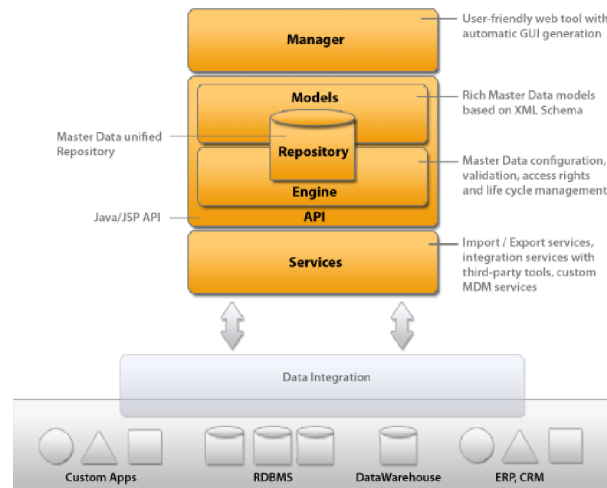 User-friendly web tool with
automatic GUI generation
Manager
Models
Rich Master Data models
based on XML Schema
Master Data unified
Repository
Repository
Master Data configuration,
validation, access rights
and life cycle management
Engine
Java/JSP API
API
Import / Export services,
integration services with
third-party tools, custom
MDM services
Services
Data Integration
Custom Apps
RDBMS
DataWarehouse
ERP, CRM